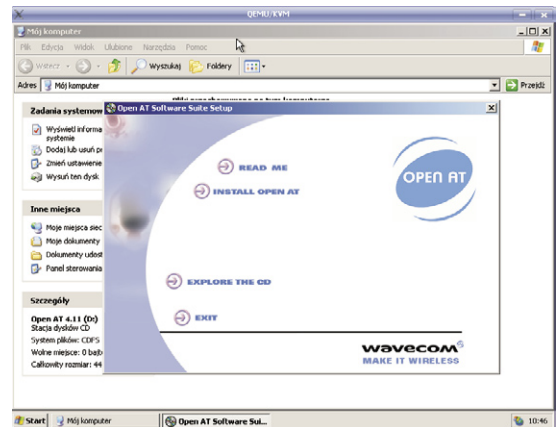 QEMU/KVM
Mój komputer
Plik Edycja Widok Ulubione Narzędzia Pomoc
Wstecz Wyszukaj Foldery
Adres Mój komputer Przejdź
Zadania systemow
Wyświetl informa
systemie
Dodaj lub usuń pr
Zmień ustawienie
Wysuń ten dysk
Inne miejsca
Moje miejsca siec
Moje dokumenty
Dokumenty udost
Panel sterowania
Szczegóły
Open AT 4.11 (D:)
Stacja dysków CD
System plików: CDFS
Wolne miejsce: 0 bajt
Całkowity rozmiar: 44
Open AT Software Suite Setup
READ ME
INSTALL OPEN AT
OPEN AT
EXPLORE THE CD
EXIT
wavecom®
MAKE IT WIRELESS
Start Mój komputer Open AT Software Sui... 10:46